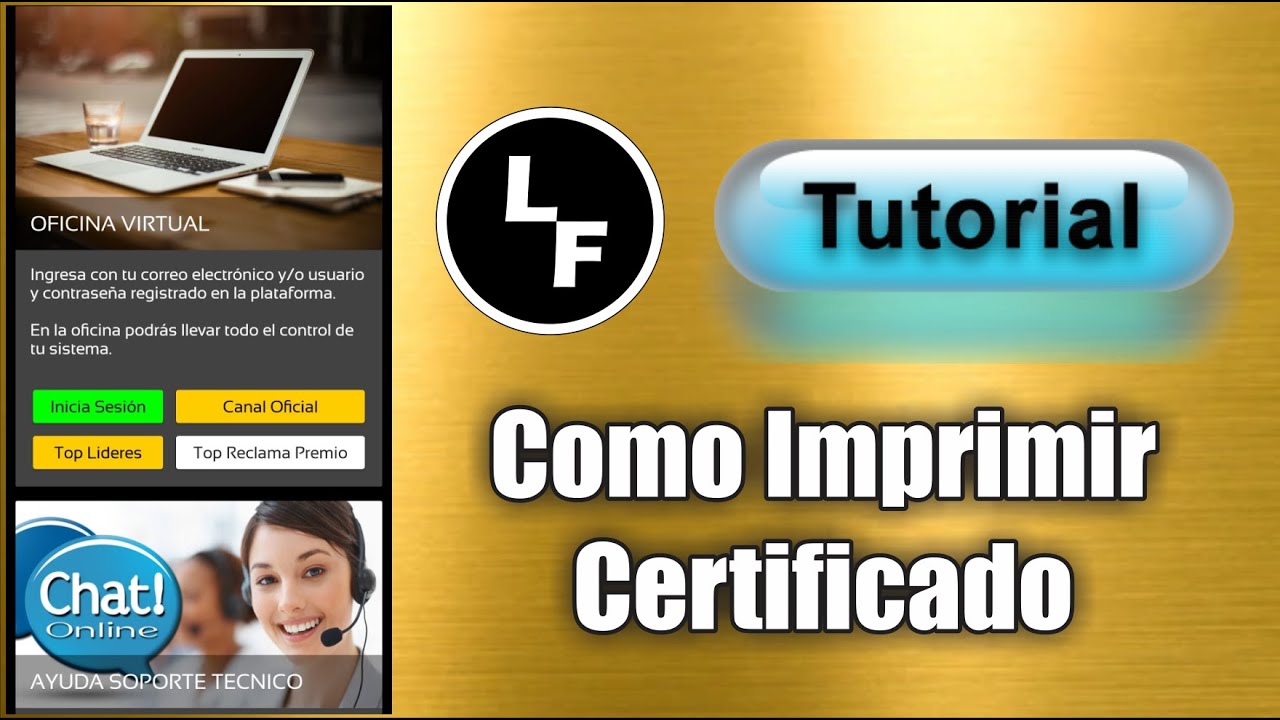 OFICINA VIRTUAL
Ingresa con tu correo electrónico y/o usuario
y contraseña registrado en la plataforma.
En la oficina podrás llevar todo el control de
tu sistema.
Inicia Sesión
Canal Oficial
Top Lideres
Top Reclama Premio
Chat!
Online
AYUDA SOPORTE TECNICO
L
F
Tutorial
Como Imprimir
Certificado